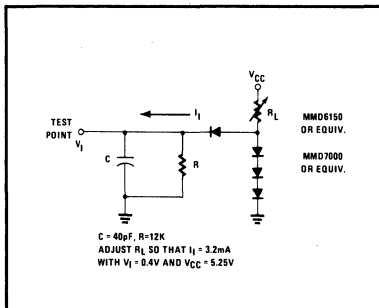 V_CC
I_I
R_L
MMD6150
OR EQUIV.
TEST
POINT
V_I
MMD7000
OR EQUIV.
C
R
C = 40pF, R=12K
ADJUST R_L SO THAT I_I = 3.2mA
WITH V_I = 0.4V AND V_CC = 5.25V